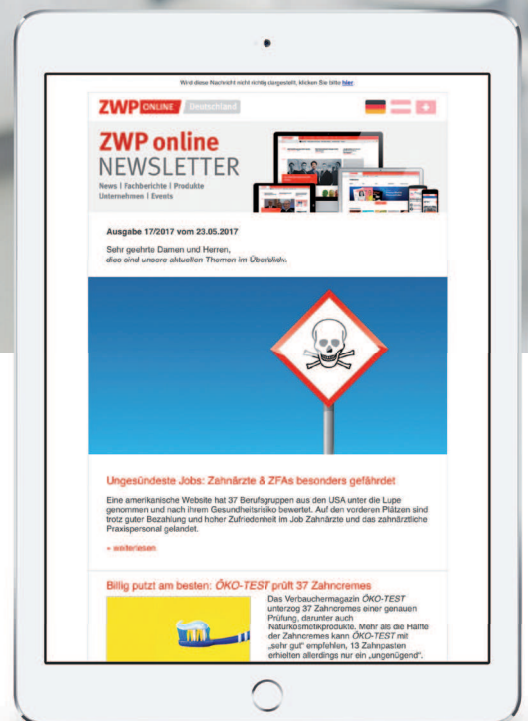 Wird diese Nachricht nicht richtig dargestellt, klicken Sie bitte hier.
ZWP ONLINE Deutschland
ZWP online
NEWSLETTER
News | Fachberichte | Produkte
Unternehmen | Events
Ausgabe 17/2017 vom 23.05.2017
Sehr geehrte Damen und Herren,
dies sind unsere aktuellen Themen im Überblick.
Ungesündeste Jobs: Zahnärzte & ZFAs besonders gefährdet
Eine amerikanische Website hat 37 Berufsgruppen aus den USA unter die Lupe
genommen und nach ihrem Gesundheitsrisiko bewertet. Auf den vorderen Plätzen sind
trotz guter Bezahlung und hoher Zufriedenheit im Job Zahnärzte und das zahnärztliche
Praxispersonal gelandet.
» weiterlesen
Billig putzt am besten: ÖKO-TEST prüft 37 Zahncremes
Das Verbauchermagazin ÖKO-TEST
unterzog 37 Zahncremes einer genauen
Prüfung, darunter auch
Naturkosmetikprodukte. Mehr als die Hälfte
der Zahncremes kann ÖKO-TEST mit
„sehr gut" empfehlen, 13 Zahnpasten
erhielten allerdings nur ein „ungenügend".